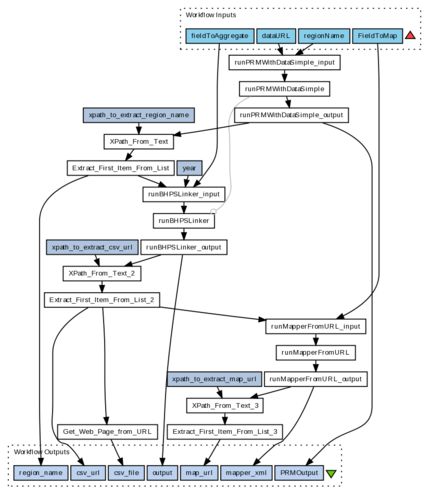 Workflow Inputs
fieldToAggregate
dataURL
regionName
FieldToMap
runPRMWithDataSimple_input
runPRMWithDataSimple
xpath_to_extract_region_name
runPRMWithDataSimple_output
XPath_From_Text
Extract_First_Item_From_List
year
runBHPSLinker_input
runBHPSLinker
xpath_to_extract_csv_url
runBHPSLinker_output
XPath_From_Text_2
Extract_First_Item_From_List_2
runMapperFromURL_input
runMapperFromURL
xpath_to_extract_map_url
runMapperFromURL_output
XPath_From_Text_3
Get_Web_Page_from_URL
Extract_First_Item_From_List_3
Workflow Outputs
region_name
csv_url
csv_file
output
map_url
mapper_xml
PRMOutput